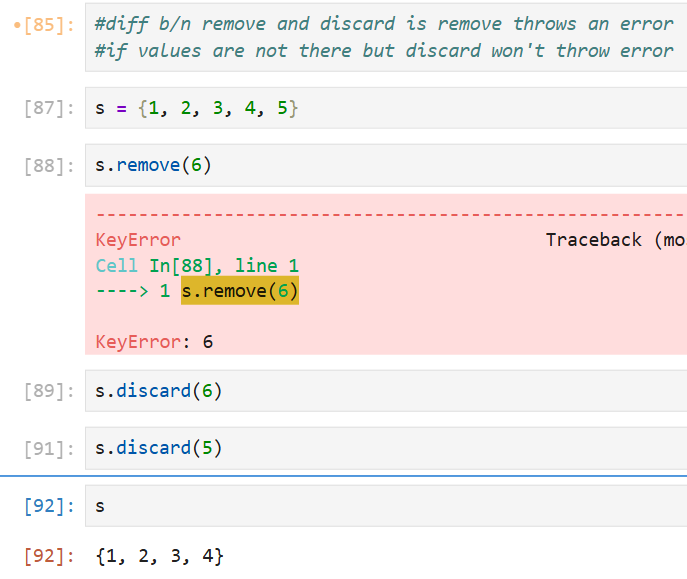 •[85]: #diff b/n remove and discard is remove throws an error
#if values are not there but discard won't throw error
[87]: s = {1, 2, 3, 4, 5}
[88]: s.remove(6)
---------------------------------------------------------
KeyError Traceback (mo
Cell In[88], line 1
----> 1 s.remove(6)
KeyError: 6
[89]: s.discard(6)
[91]: s.discard(5)
[92]: s
[92]: {1, 2, 3, 4}